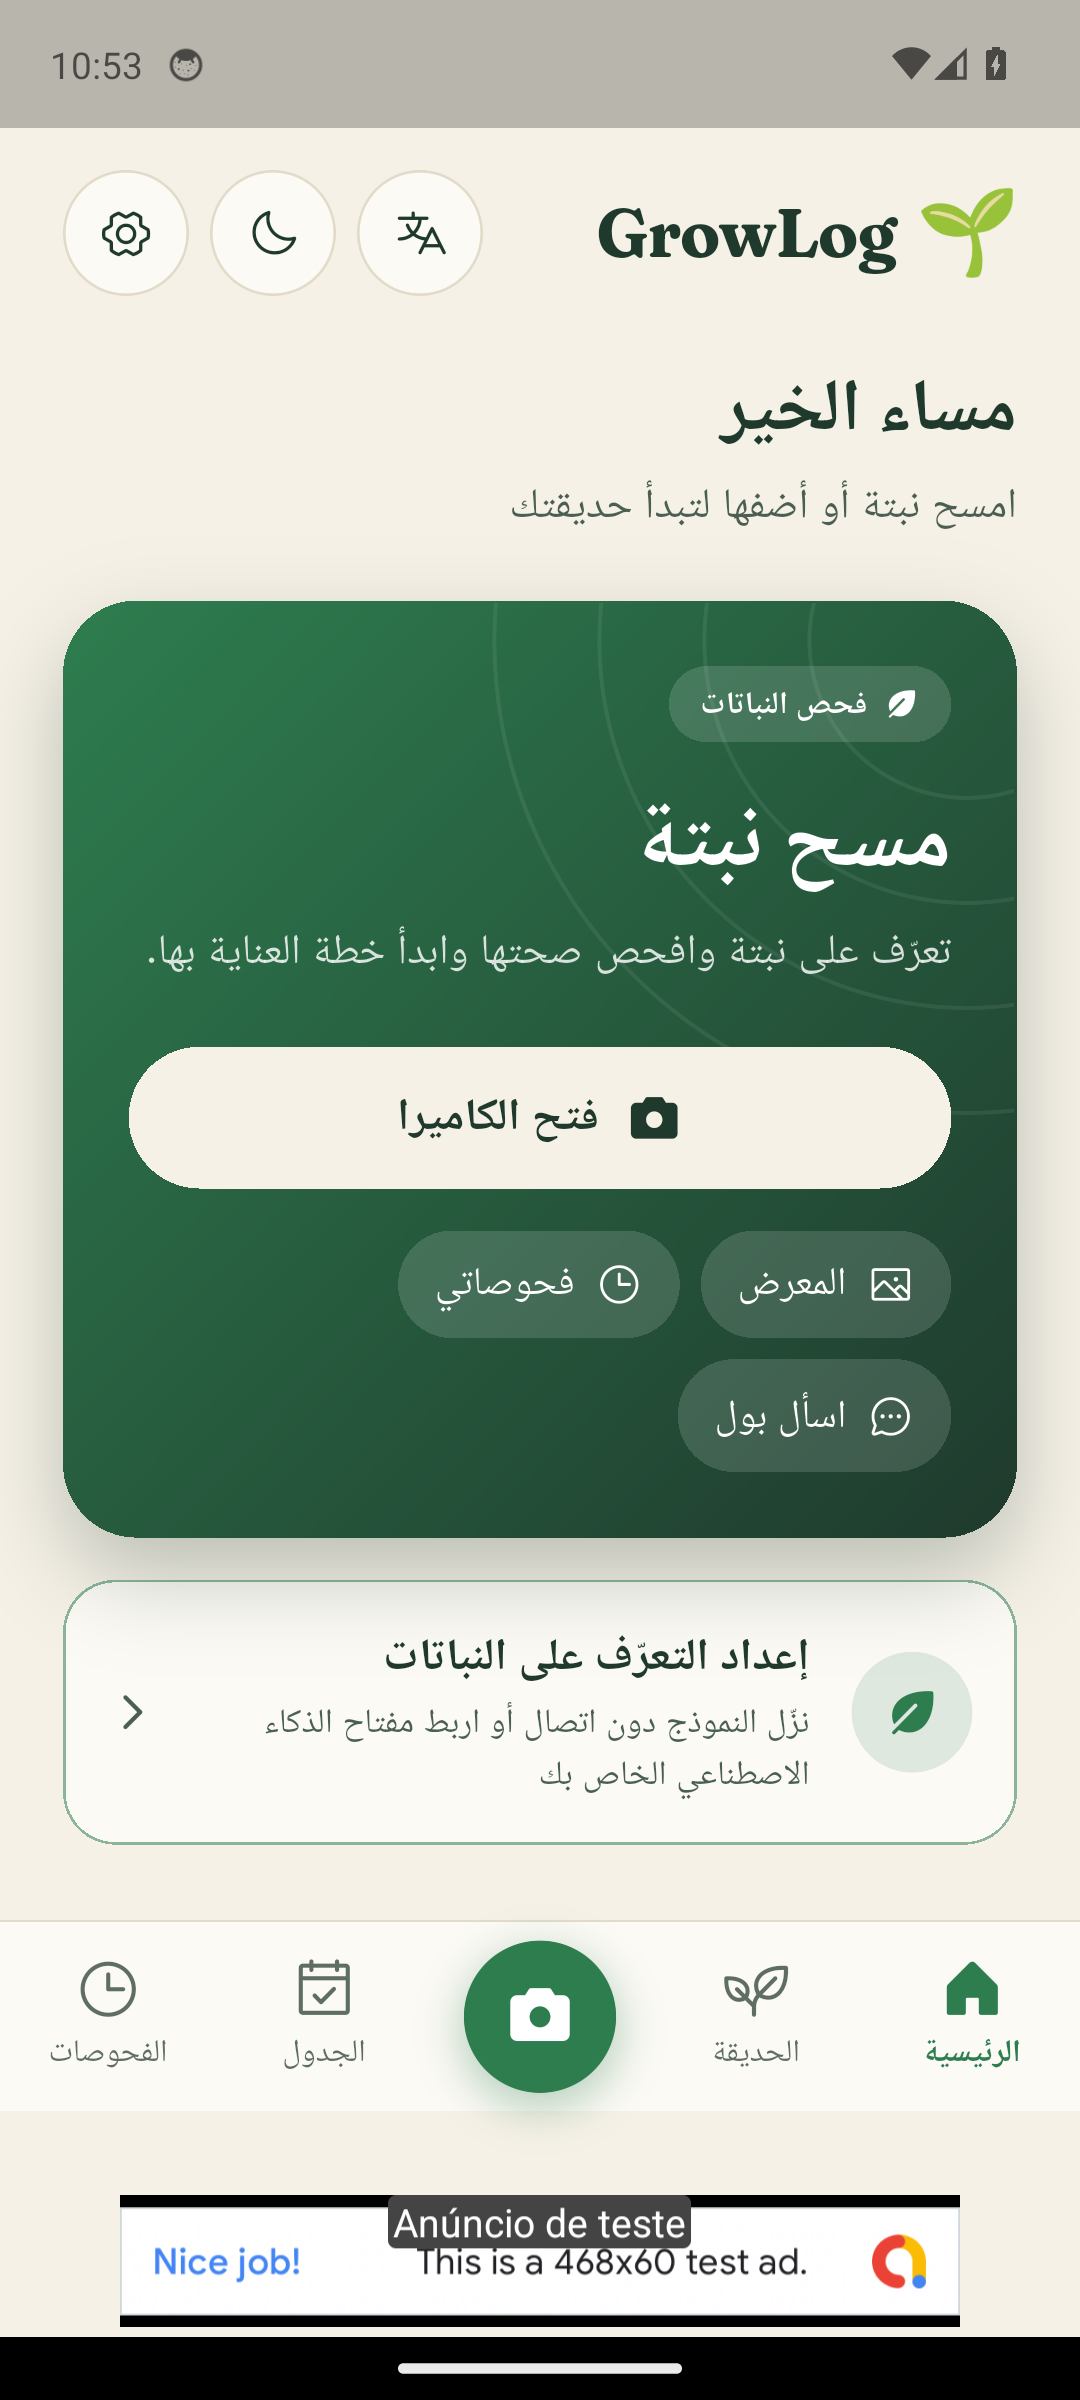 10:53
GrowLog
مساء الخير
امسح نبتة أو أضفها لتبدأ حديقتك
فحص النباتات
مسح نبتة
تعرّف على نبتة وافحص صحتها وابدأ خطة العناية بها.
فتح الكاميرا
المعرض
فحوصاتي
اسأل بول
إعداد التعرّف على النباتات
نزّل النموذج دون اتصال أو اربط مفتاح الذكاء
الاصطناعي الخاص بك
الرئيسية
الحديقة
الجدول
الفحوصات
Anúncio de teste
Nice job!
This is a 468x60 test ad.